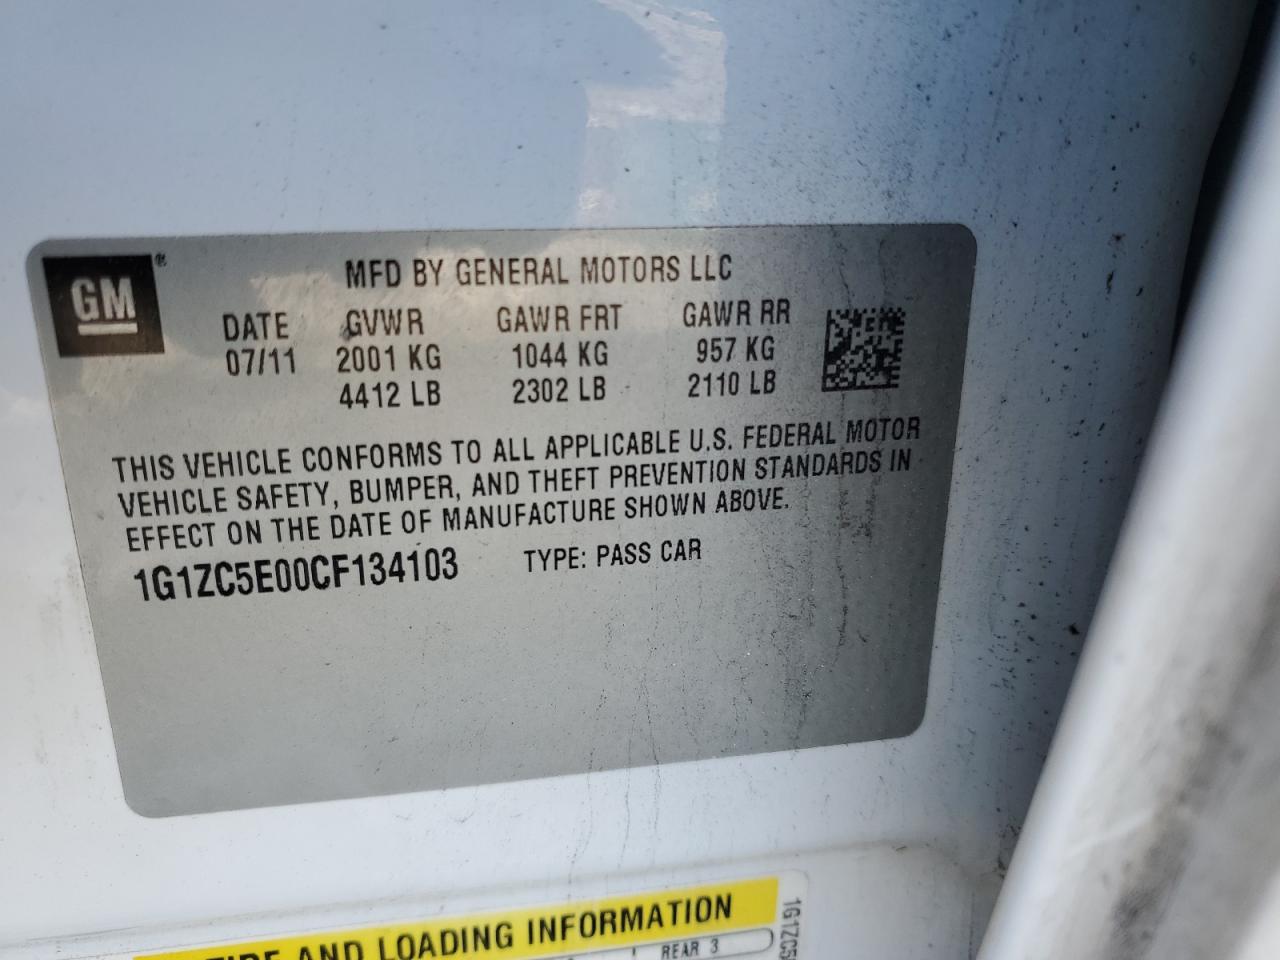 GM®
MFD BY GENERAL MOTORS LLC
DATE GVWR GAWR FRT GAWR RR
07/11 2001 KG 1044 KG 957 KG
4412 LB 2302 LB 2110 LB
THIS VEHICLE CONFORMS TO ALL APPLICABLE U.S. FEDERAL MOTOR
VEHICLE SAFETY, BUMPER, AND THEFT PREVENTION STANDARDS IN
EFFECT ON THE DATE OF MANUFACTURE SHOWN ABOVE.
1G1ZC5E00CF134103 TYPE: PASS CAR
TIRE AND LOADING INFORMATION
REAR 3
1G1ZC5